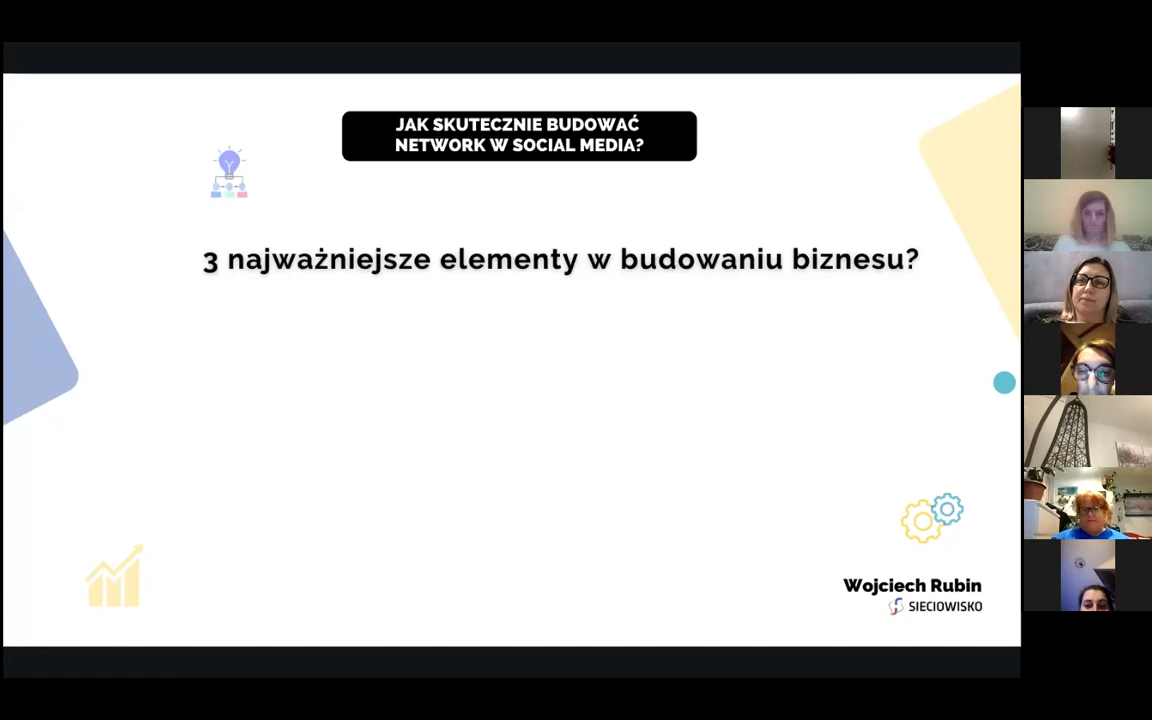 JAK SKUTECZNIE BUDOWAĆ
NETWORK W SOCIAL MEDIA?
3 najważniejsze elementy w budowaniu biznesu?
Wojciech Rubin
SIECIOWISKO